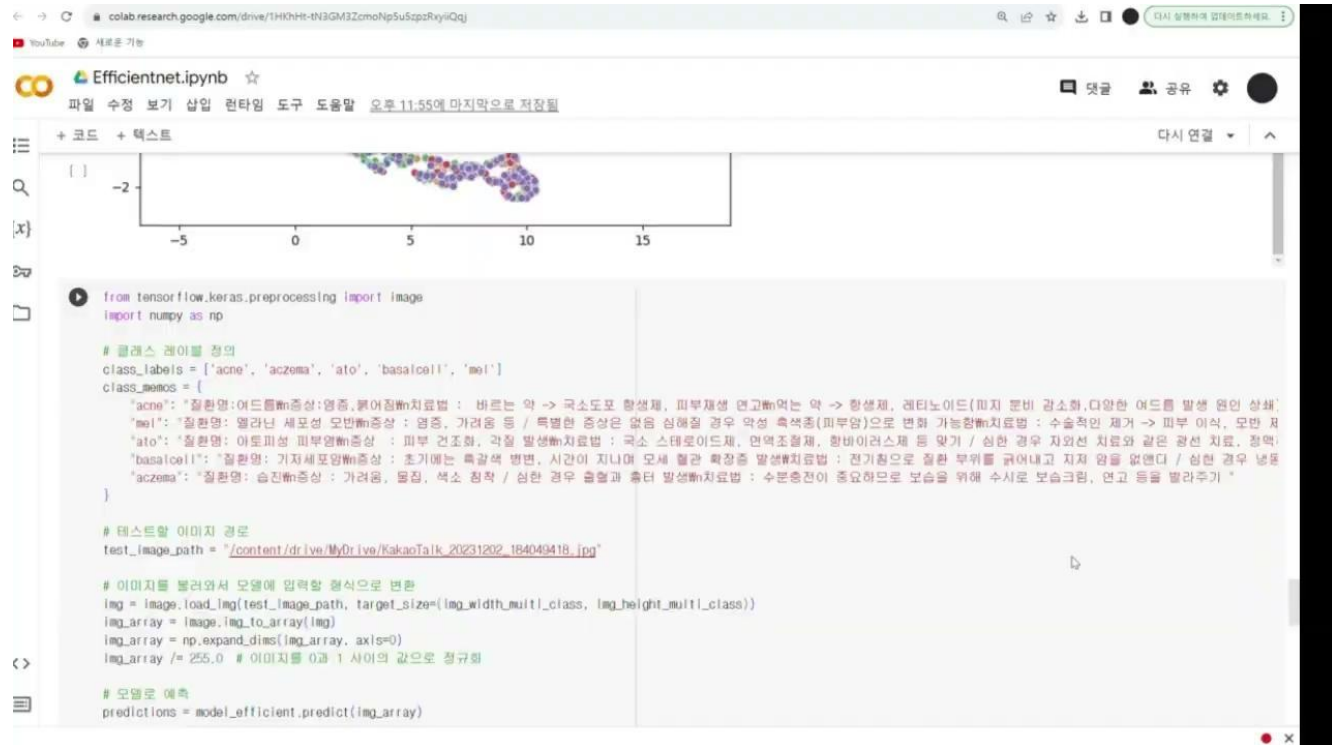 colab.research.google.com/drive/1HKhHt-tN3GM3ZcmoNp5u5zpzRxyiiQqj
다시 실행하여 업데이트하세요.
YouTube 새로운 기능
Efficientnet.ipynb
댓글 공유
파일 수정 보기 삽입 런타임 도구 도움말 오후 11:55에 마지막으로 저장됨
+ 코드 + 텍스트
다시 연결
[ ]
-2
-5 0 5 10 15
{x}
from tensorflow.keras.preprocessing import image
import numpy as np
# 클래스 레이블 정의
class_labels = ['acne', 'aczema', 'ato', 'basalcell', 'mel']
class_memos = {
"acne": "질환명:여드름₩n증상:염증,붉어짐₩n치료법 : 바르는 약 -> 국소도포 항생제, 피부재생 연고₩n먹는 약 -> 항생제, 레티노이드(피지 분비 감소화,다양한 여드름 발생 원인 상쇄
"mel": "질환명: 멜라닌 세포성 모반₩n증상 : 염증, 가려움 등 / 특별한 증상은 없음 심해질 경우 악성 흑색종(피부암)으로 변화 가능함₩n치료법 : 수술적인 제거 -> 피부 이식, 모반 제
"ato": "질환명: 아토피성 피부염₩n증상 : 피부 건조화, 각질 발생₩n치료법 : 국소 스테로이드제, 면역조절제, 항바이러스제 등 맞기 / 심한 경우 자외선 치료와 같은 광선 치료, 정맥
"basalcell": "질환명: 기저세포암₩n증상 : 초기에는 흑갈색 병변, 시간이 지나며 모세 혈관 확장증 발생₩치료법 : 전기침으로 질환 부위를 긁어내고 지져 암을 없앤다 / 심한 경우 냉동
"aczema": "질환명: 습진₩n증상 : 가려움, 물집, 색소 침착 / 심한 경우 출혈과 흉터 발생₩n치료법 : 수분충전이 중요하므로 보습을 위해 수시로 보습크림, 연고 등을 발라주기 "
}
# 테스트할 이미지 경로
test_image_path = "/content/drive/MyDrive/KakaoTalk_20231202_184049418.jpg"
# 이미지를 불러와서 모델에 입력할 형식으로 변환
img = image.load_img(test_image_path, target_size=(img_width_multi_class, img_height_multi_class))
img_array = image.img_to_array(img)
img_array = np.expand_dims(img_array, axis=0)
img_array /= 255.0 # 이미지를 0과 1 사이의 값으로 정규화
# 모델로 예측
predictions = model_efficient.predict(img_array)